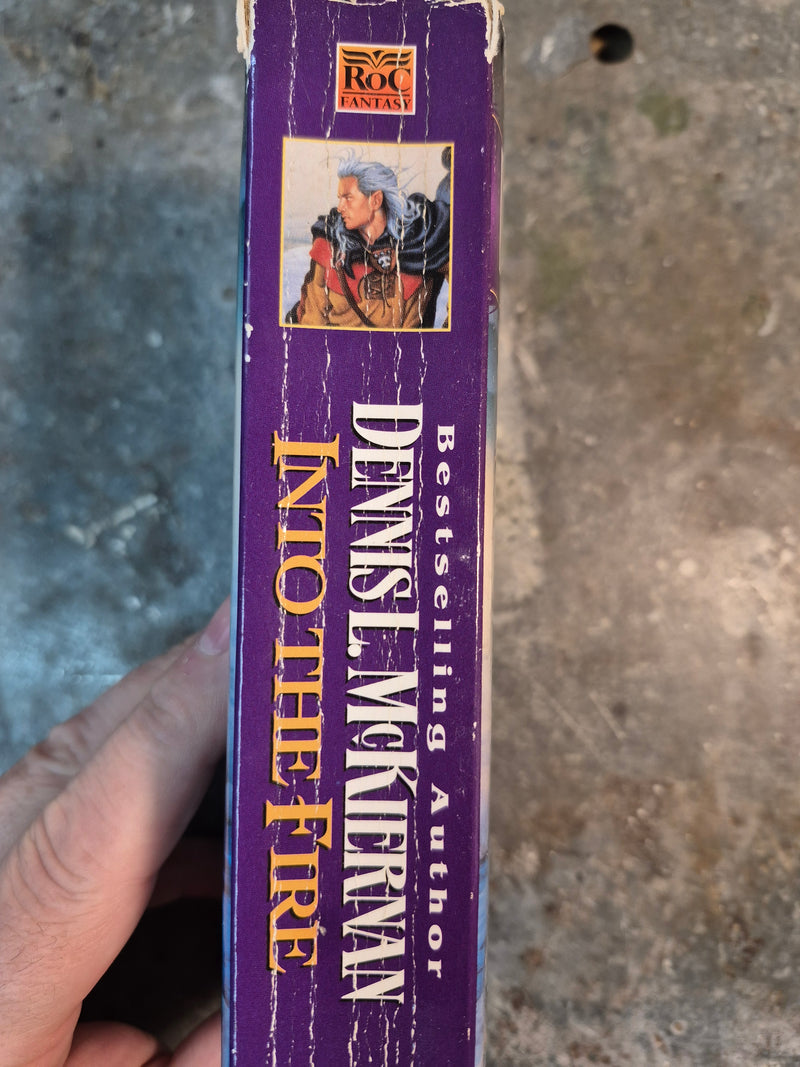 RoC
FANTASY
Bestselling Author
DENNIS L. MCKIERNAN
INTO THE FIRE